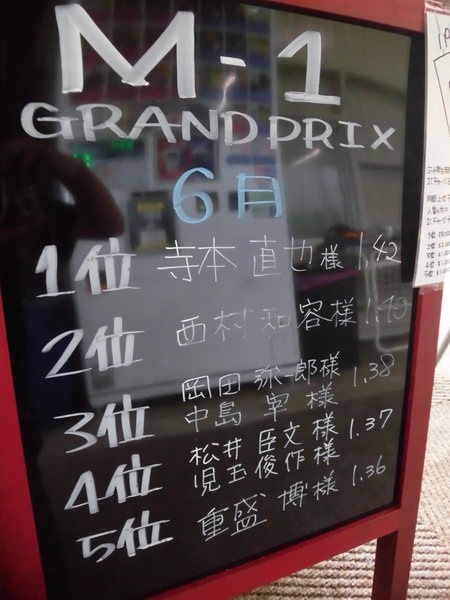 M-1
GRAND PRIX
6月
1位 寺本 直也様 1,42
2位 西村 和容様 1.40
岡田 弥一郎様 1.38
3位 中島 宰 様
松井 臣文様 1.37
4位 児玉 俊作様
5位 重盛 博様 1.36